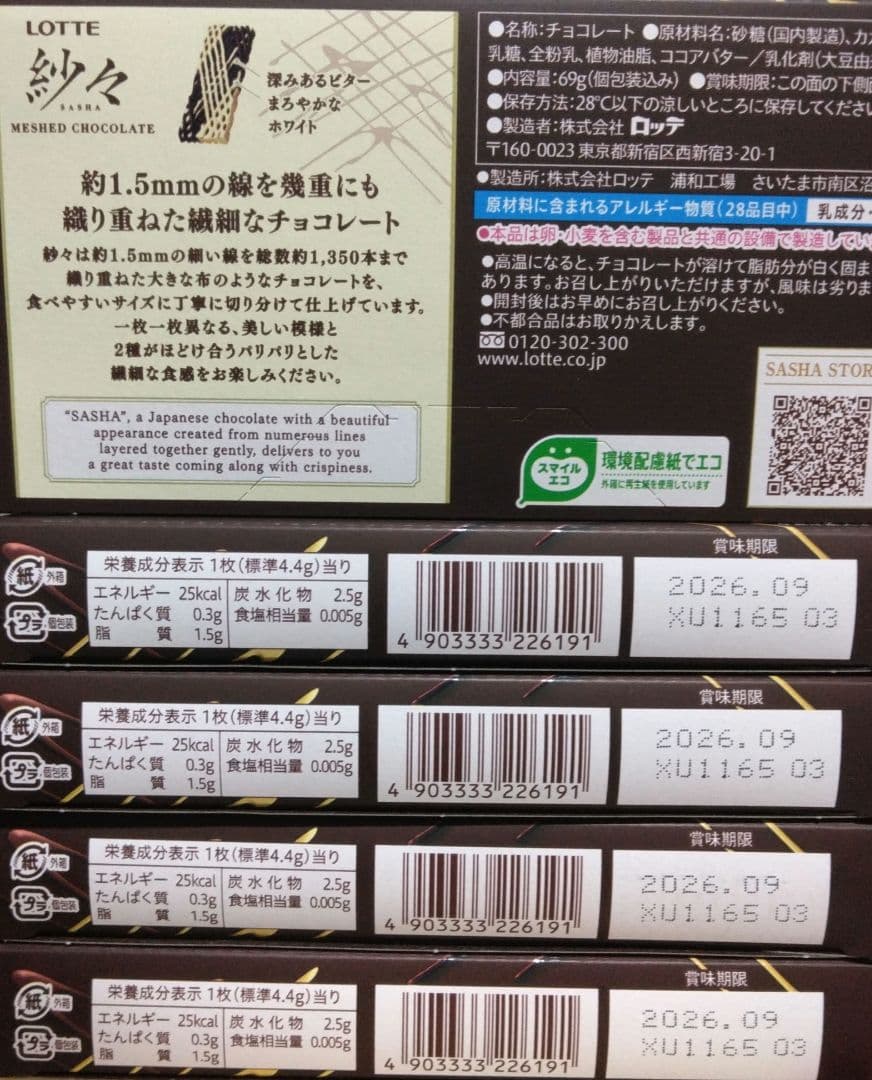 LOTTE
紗々
SASHA
MESHED CHOCOLATE
深みあるビター
まろやかな
ホワイト
約1.5mmの線を幾重にも
織り重ねた繊細なチョコレート
紗々は約1.5mmの細い線を総数約1,350本まで
織り重ねた大きな布のようなチョコレートを、
食べやすいサイズに丁寧に切り分けて仕上げています。
一枚一枚異なる、美しい模様と
2種がほどけ合うパリパリとした
繊細な食感をお楽しみください。
"SASHA", a Japanese chocolate with a beautiful
appearance created from numerous lines
layered together gently, delivers to you
a great taste coming along with crispiness.
●名称:チョコレート ●原材料名:砂糖(国内製造)、カカ
乳糖、全粉乳、植物油脂、ココアバター/乳化剤(大豆由
●内容量:69g(個包装込み) ●賞味期限:この面の下側
●保存方法:28℃以下の涼しいところに保存してくださ
●製造者:株式会社 ロッテ
〒160-0023 東京都新宿区西新宿3-20-1
●製造所:株式会社ロッテ 浦和工場 さいたま市南区沼
原材料に含まれるアレルギー物質(28品目中) 乳成分・
●本品は卵・小麦を含む製品と共通の設備で製造してい
●高温になると、チョコレートが溶けて脂肪分が白く固ま
あります。お召し上がりいただけますが、風味は劣りま
●開封後はお早めにお召し上がりください。
●不都合品はお取りかえします。
0120-302-300
www.lotte.co.jp
SASHA STOR
スマイル
エコ
環境配慮紙でエコ
外箱に再生紙を使用しています
紙 外箱
プラ 個包装
栄養成分表示 1枚(標準4.4g)当り
エネルギー 25kcal 炭水化物 2.5g
たんぱく質 0.3g 食塩相当量 0.005g
脂質 1.5g
4 903333 226191
賞味期限
2026.09
XU1165 03
紙 外箱
プラ 個包装
栄養成分表示 1枚(標準4.4g)当り
エネルギー 25kcal 炭水化物 2.5g
たんぱく質 0.3g 食塩相当量 0.005g
脂質 1.5g
4 903333 226191
賞味期限
2026.09
XU1165 03
紙 外箱
プラ 個包装
栄養成分表示 1枚(標準4.4g)当り
エネルギー 25kcal 炭水化物 2.5g
たんぱく質 0.3g 食塩相当量 0.005g
脂質 1.5g
4 903333 226191
賞味期限
2026.09
XU1165 03
紙 外箱
プラ 個包装
栄養成分表示 1枚(標準4.4g)当り
エネルギー 25kcal 炭水化物 2.5g
たんぱく質 0.3g 食塩相当量 0.005g
脂質 1.5g
4 903333 226191
賞味期限
2026.09
XU1165 03